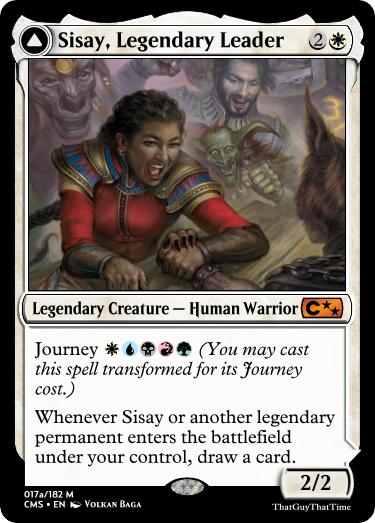 Sisay, Legendary Leader 2
Legendary Creature — Human Warrior C
Journey (You may cast
this spell transformed for its Journey
cost.)
Whenever Sisay or another legendary
permanent enters the battlefield
under your control, draw a card.
2/2
017a/182 M
CMS • EN Volkan Baga
ThatGuyThatTime